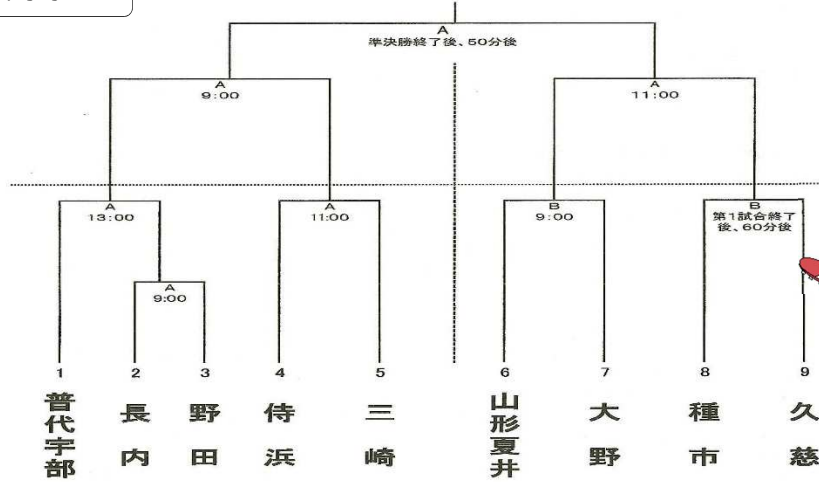 A
準決勝終了後、50分後
A
9:00
A
11:00
A
13:00
A
11:00
B
9:00
B
第1試合終了
後、60分後
A
9:00
1
2
3
4
5
6
7
8
9
普代宇部
長内
野田
侍浜
三崎
山形夏井
大野
種市
久慈